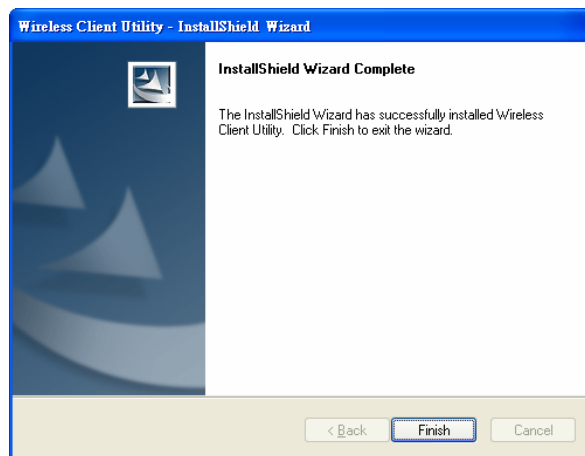 Wireless Client Utility - InstallShield Wizard
InstallShield Wizard Complete
The InstallShield Wizard has successfully installed Wireless
Client Utility. Click Finish to exit the wizard.
< Back
Finish
Cancel